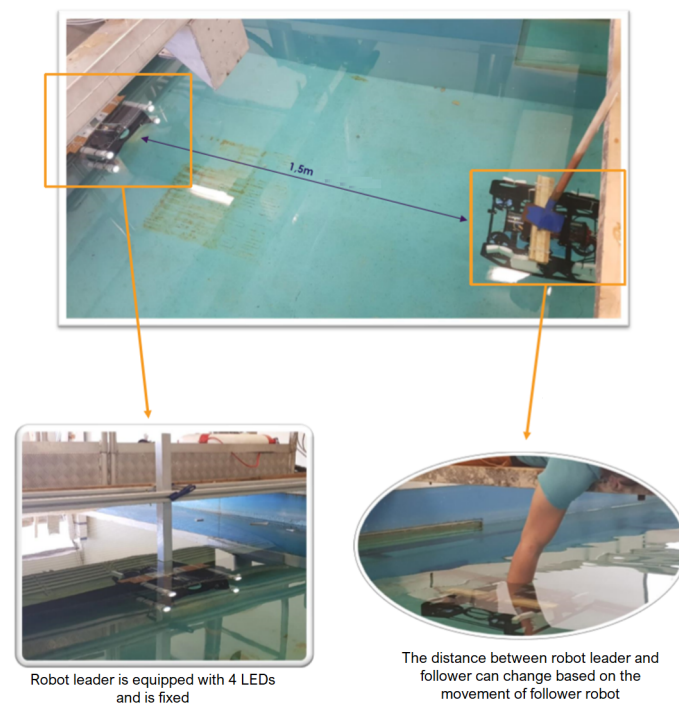 1,5m
Robot leader is equipped with 4 LEDs
and is fixed
The distance between robot leader and
follower can change based on the
movement of follower robot